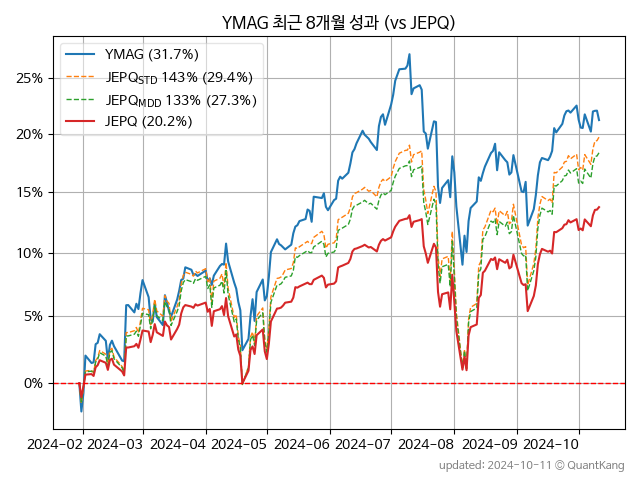 YMAG 최근 8개월 성과 (vs JEPQ)
YMAG (31.7%)
JEPQSTD 143% (29.4%)
JEPQMDD 133% (27.3%)
JEPQ (20.2%)
25%
20%
15%
10%
5%
0%
2024-02 2024-03 2024-04 2024-05 2024-06 2024-07 2024-08 2024-09 2024-10
updated: 2024-10-11 © QuantKang